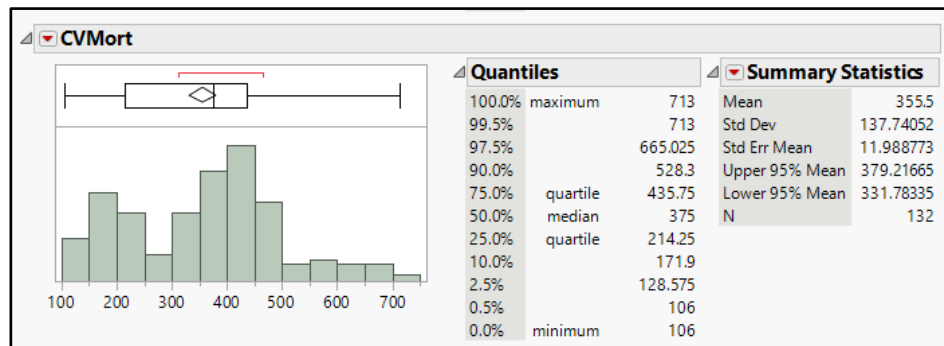 CVMort
100 200 300 400 500 600 700
Quantiles
100.0% maximum 713
99.5% 713
97.5% 665.025
90.0% 528.3
75.0% quartile 435.75
50.0% median 375
25.0% quartile 214.25
10.0% 171.9
2.5% 128.575
0.5% 106
0.0% minimum 106
Summary Statistics
Mean 355.5
Std Dev 137.74052
Std Err Mean 11.988773
Upper 95% Mean 379.21665
Lower 95% Mean 331.78335
N 132